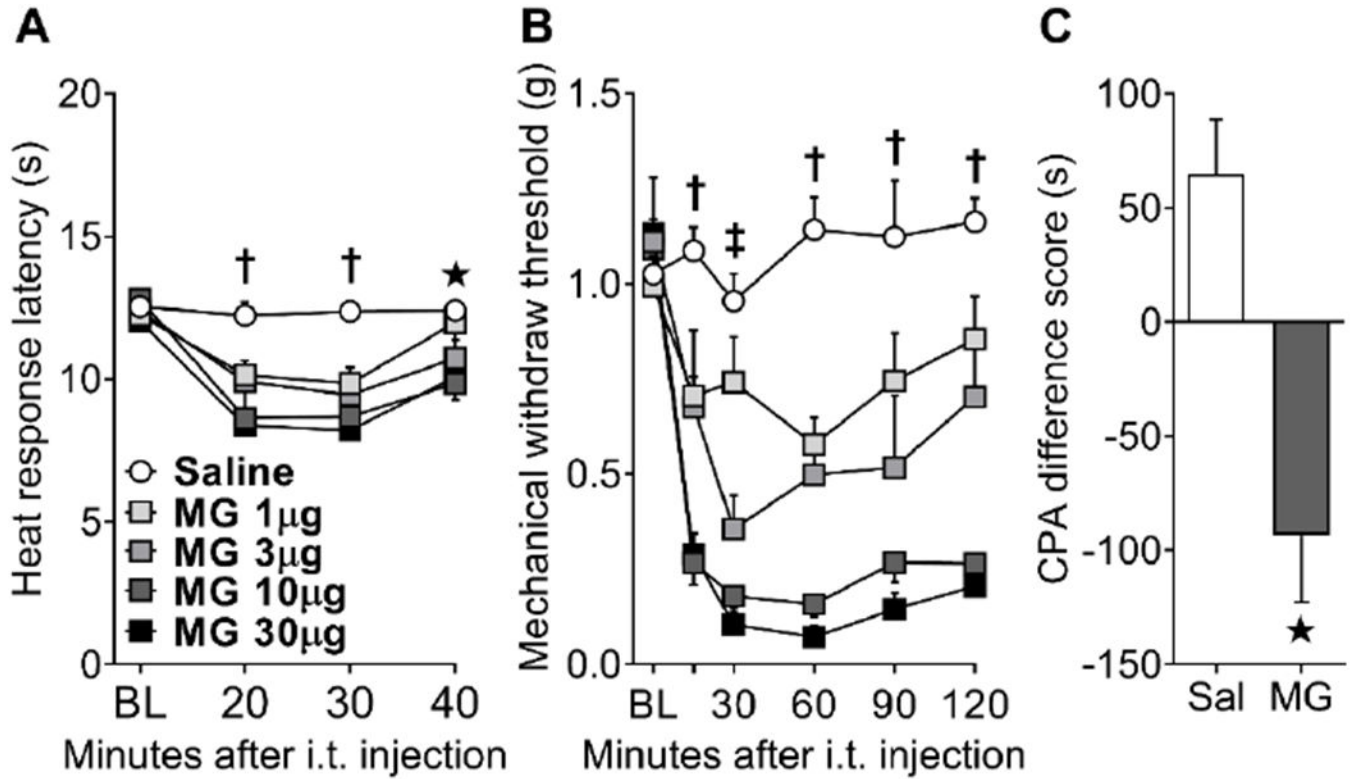 A
Heat response latency (s)
20
15
10
5
0
† † ★
Saline
MG 1µg
MG 3µg
MG 10µg
MG 30µg
BL 20 30 40
Minutes after i.t. injection
B
Mechanical withdraw threshold (g)
1.5
1.0
0.5
0.0
† ‡ † † †
BL 30 60 90 120
Minutes after i.t. injection
C
CPA difference score (s)
100
50
0
-50
-100
-150
★
Sal MG